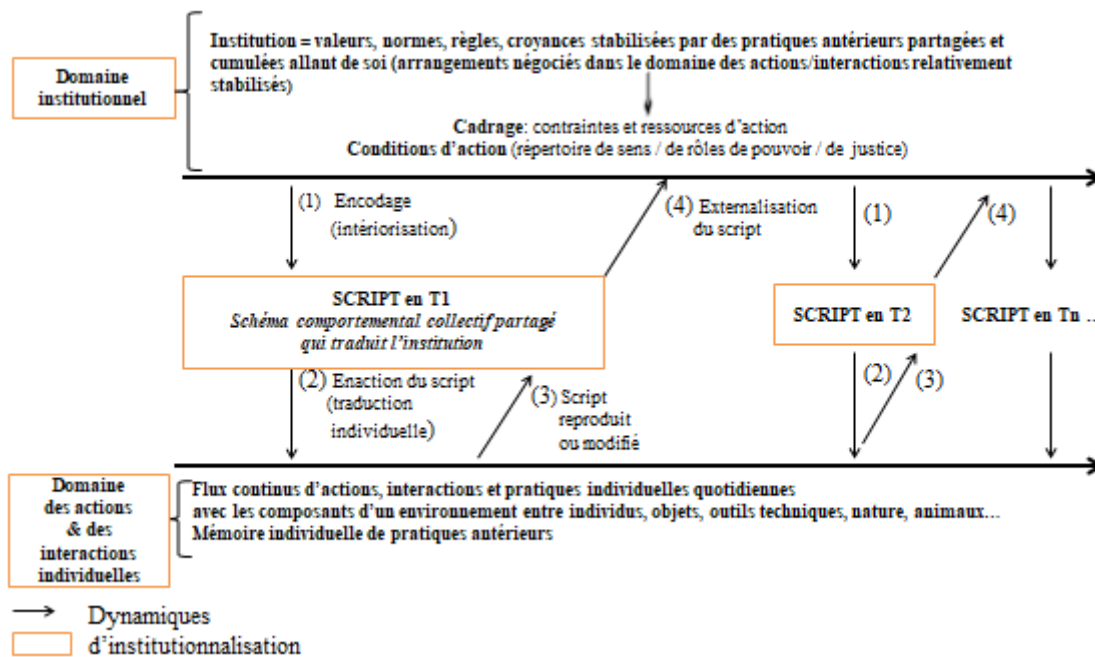 Domaine
institutionnel
Institution = valeurs, normes, règles, croyances stabilisées par des pratiques antérieurs partagées et
cumulées allant de soi (arrangements négociés dans le domaine des actions/interactions relativement
stabilisés)
Cadrage: contraintes et ressources d'action
Conditions d'action (répertoire de sens / de rôles de pouvoir / de justice)
(1) Encodage
(intériorisation)
(4) Externalisation
du script
(1)
(4)
SCRIPT en T1
Schéma comportemental collectif partagé
qui traduit l'institution
SCRIPT en T2
SCRIPT en Tn ...
(2) Enaction du script
(traduction
individuelle)
(3) Script
reproduit
ou modifié
(2)
(3)
Domaine
des actions
& des
interactions
individuelles
Flux continus d'actions, interactions et pratiques individuelles quotidiennes
avec les composants d'un environnement entre individus, objets, outils techniques, nature, animaux...
Mémoire individuelle de pratiques antérieurs
Dynamiques
d'institutionnalisation